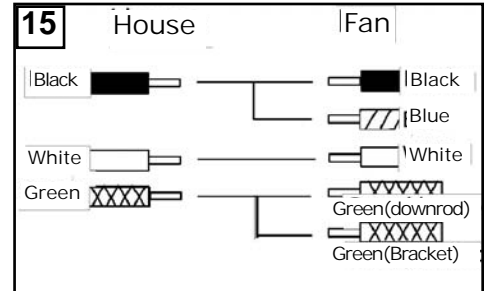 15 House Fan
Black Black
Blue
White White
Green
Green(downrod)
Green(Bracket)